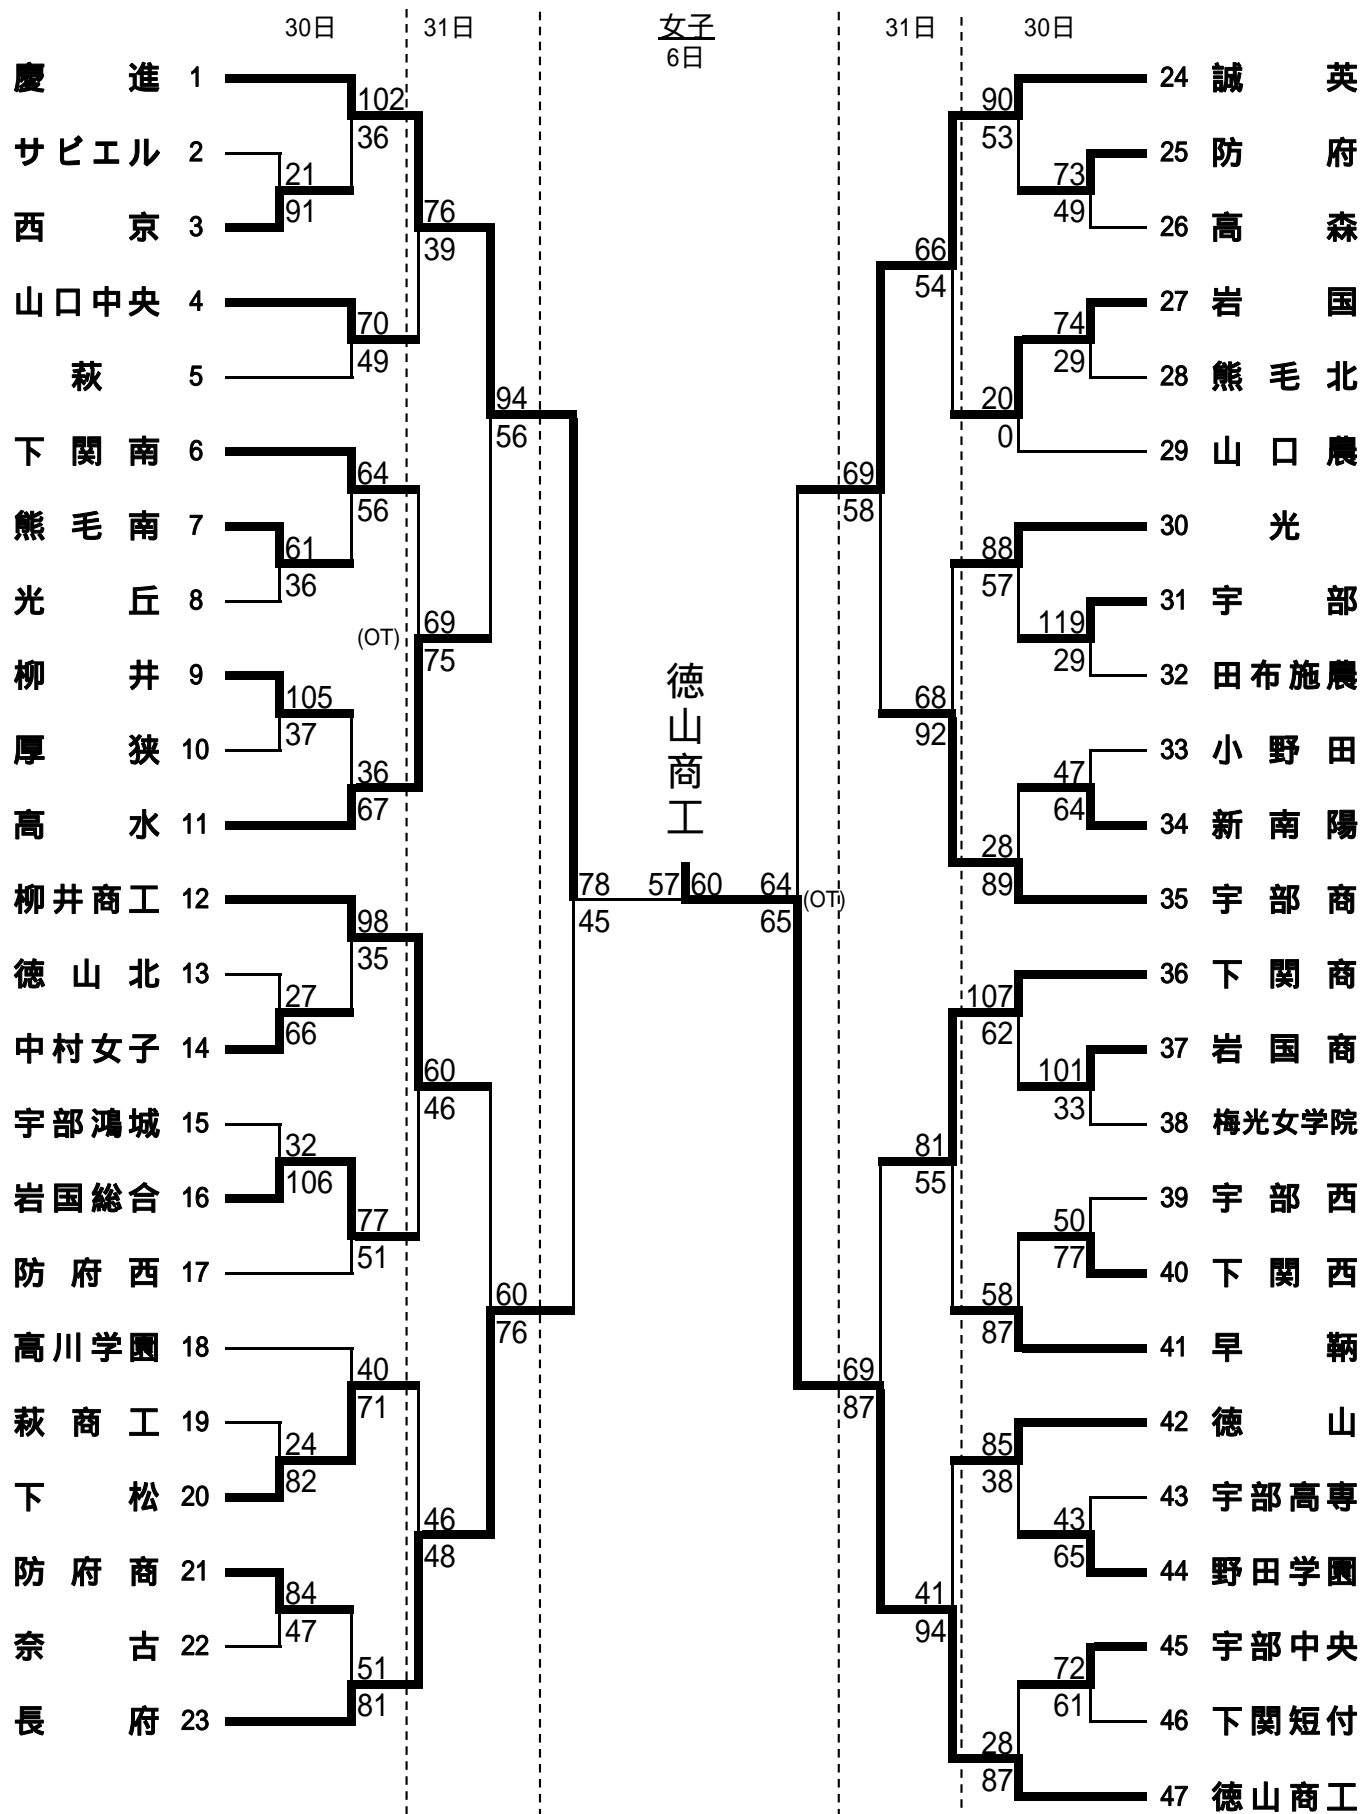 30日 31日 女子 31日 30日
6日
慶進 1
サビエル 2
西京 3
山口中央 4
萩 5
下関南 6
熊毛南 7
光丘 8
柳井 9
厚狭 10
高水 11
柳井商工 12
徳山北 13
中村女子 14
宇部鴻城 15
岩国総合 16
防府西 17
高川学園 18
萩商工 19
下松 20
防府商 21
奈古 22
長府 23
102
36
21
91
76
39
70
49
94
56
64
56
61
36
(OT)
69
75
105
37
36
67
78
45
98
35
27
66
60
46
32
106
77
51
60
76
40
71
24
82
46
48
84
47
51
81
徳山商工
57 60
64
65
(OT)
90
53
73
49
66
54
74
29
20
0
69
58
88
57
119
29
68
92
47
64
28
89
107
62
101
33
81
55
50
77
58
87
69
87
85
38
43
65
41
94
72
61
28
87
24 誠英
25 防府
26 高森
27 岩国
28 熊毛北
29 山口農
30 光
31 宇部
32 田布施農
33 小野田
34 新南陽
35 宇部商
36 下関商
37 岩国商
38 梅光女学院
39 宇部西
40 下関西
41 早鞆
42 徳山
43 宇部高専
44 野田学園
45 宇部中央
46 下関短付
47 徳山商工